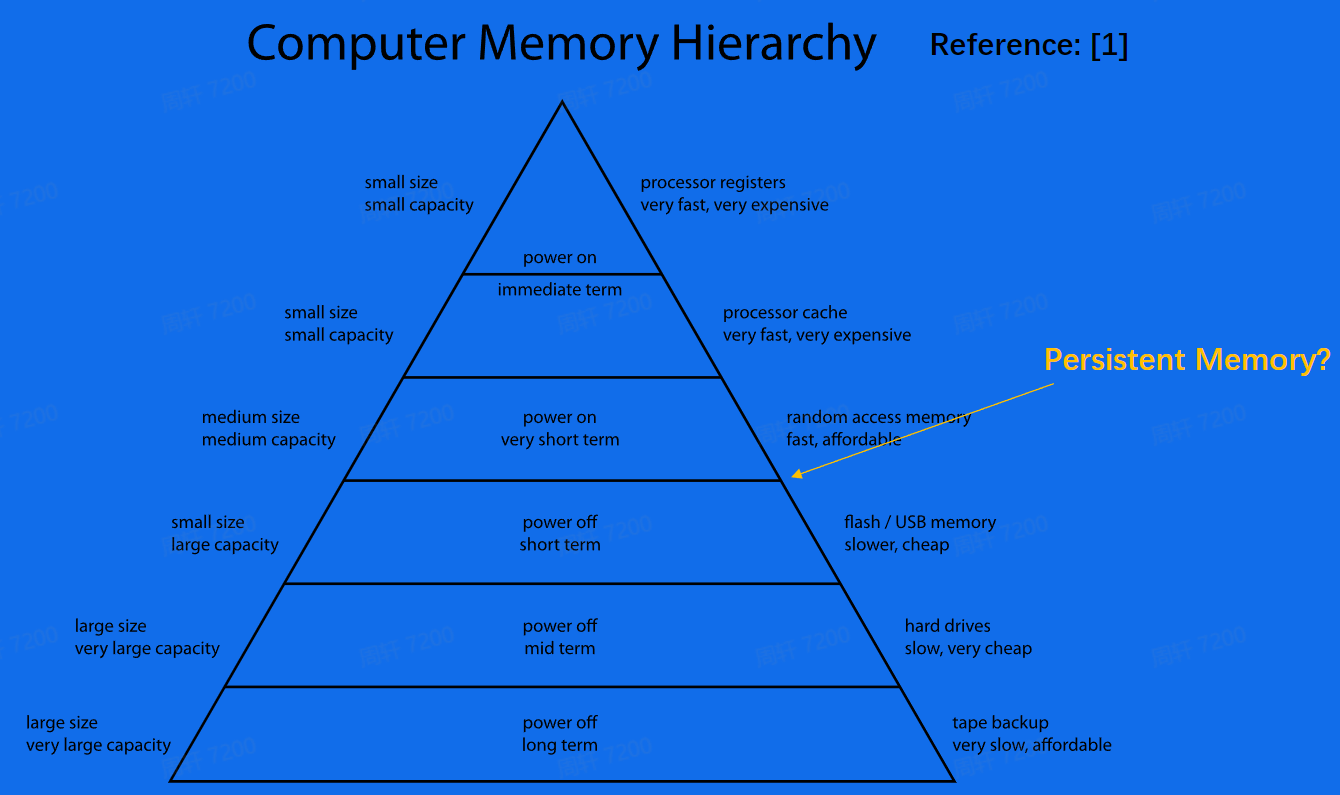 Computer Memory Hierarchy
Reference: [1]
small size
small capacity
processor registers
very fast, very expensive
power on
immediate term
small size
small capacity
processor cache
very fast, very expensive
Persistent Memory?
medium size
medium capacity
power on
very short term
random access memory
fast, affordable
small size
large capacity
power off
short term
flash / USB memory
slower, cheap
large size
very large capacity
power off
mid term
hard drives
slow, very cheap
large size
very large capacity
power off
long term
tape backup
very slow, affordable
周轩 7200